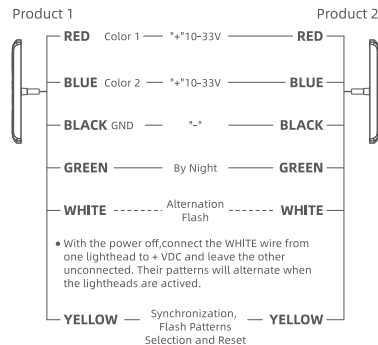 Product 1 Product 2
RED Color 1 "+"10-33V RED
BLUE Color 2 "+"10-33V BLUE
BLACK GND "-" BLACK
GREEN By Night GREEN
WHITE Alternation Flash WHITE
• With the power off,connect the WHITE wire from
one lighthead to + VDC and leave the other
unconnected. Their patterns will alternate when
the lightheads are actived.
YELLOW Synchronization, YELLOW
Flash Patterns
Selection and Reset